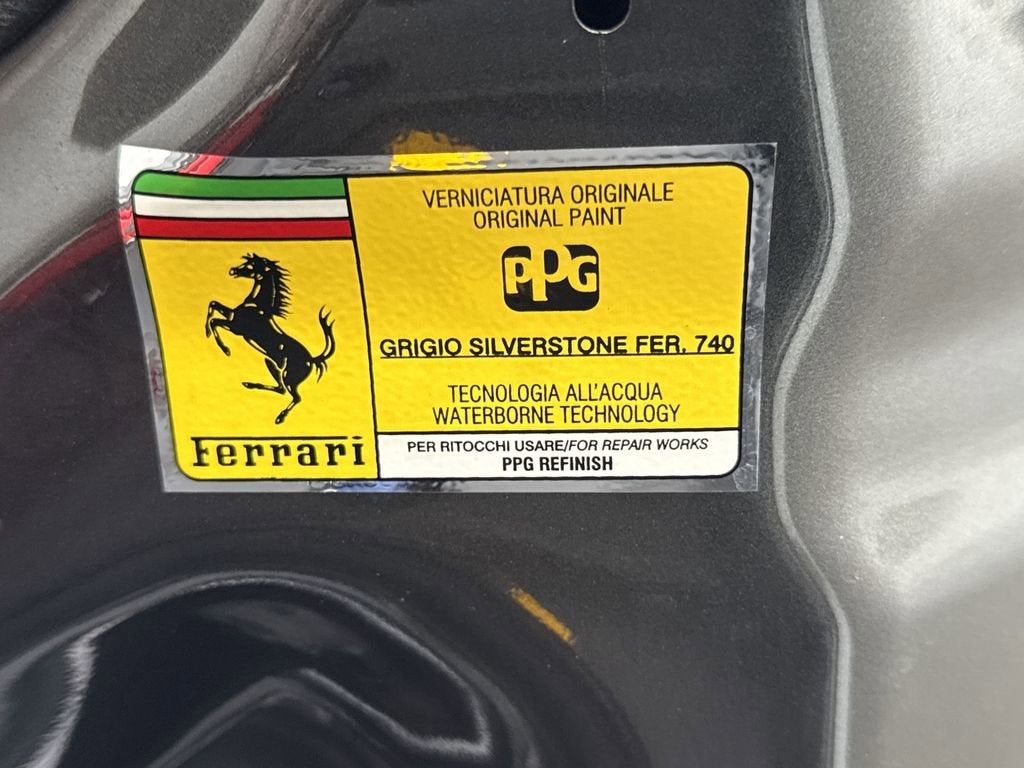 VERNICIATURA ORIGINALE
ORIGINAL PAINT
PPG
GRIGIO SILVERSTONE FER. 740
TECNOLOGIA ALL'ACQUA
WATERBORNE TECHNOLOGY
Ferrari
PER RITOCCHI USARE/FOR REPAIR WORKS
PPG REFINISH